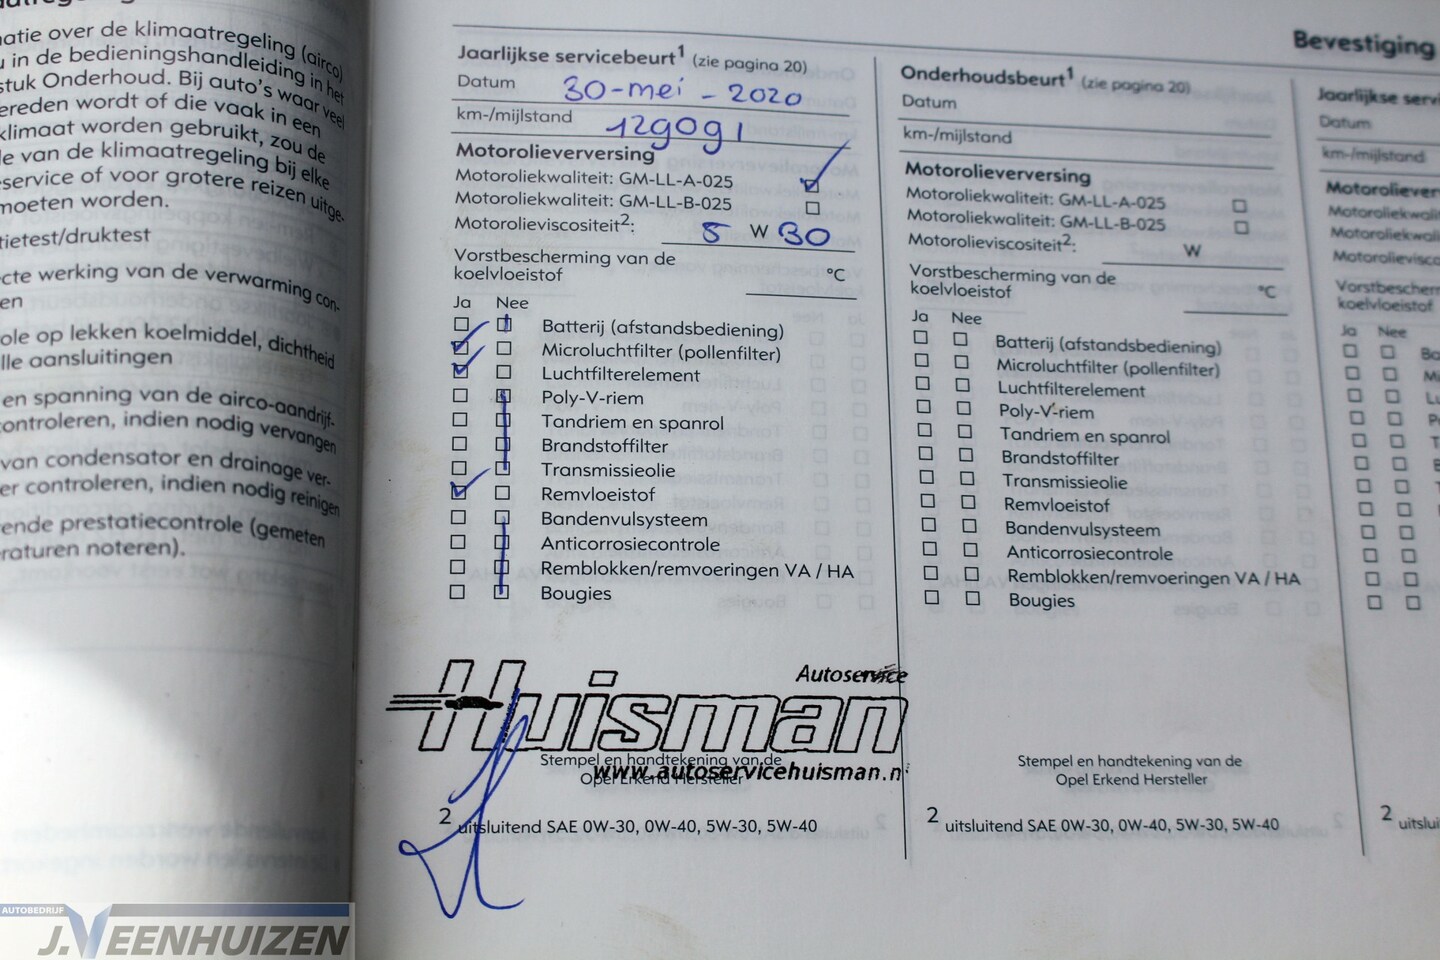 atie over de klimaatregeling (airco)
u in de bedieningshandleiding in het
stuk Onderhoud. Bij auto's waar veel
ereden wordt of die vaak in een
klimaat worden gebruikt, zou de
le van de klimaatregeling bij elke
service of voor grotere reizen uitge-
moeten worden.
tietest/druktest
cte werking van de verwarming con-
en
ole op lekken koelmiddel, dichtheid
lle aansluitingen
en spanning van de airco-aandrijf-
ontroleren, indien nodig vervangen
van condensator en drainage ver-
er controleren, indien nodig reinigen
ende prestatiecontrole (gemeten
raturen noteren).
Bevestiging
Jaarlijkse servicebeurt1 (zie pagina 20)
Datum 30-mei-2020
km-/mijlstand 129091
Motorolieverversing
Motoroliekwaliteit: GM-LL-A-025
Motoroliekwaliteit: GM-LL-B-025
Motorolieviscositeit2: 5 W 30
Vorstbescherming van de
koelvloeistof °C
Ja Nee
Batterij (afstandsbediening)
Microluchtfilter (pollenfilter)
Luchtfilterelement
Poly-V-riem
Tandriem en spanrol
Brandstoffilter
Transmissieolie
Remvloeistof
Bandenvulsysteem
Anticorrosiecontrole
Remblokken/remvoeringen VA / HA
Bougies
Autoservice
Huisman
Stempel en handtekening van de
www.autoservicehuisman.nl
Opel Erkend Hersteller
2 uitsluitend SAE 0W-30, 0W-40, 5W-30, 5W-40
Onderhoudsbeurt1 (zie pagina 20)
Datum
km-/mijlstand
Motorolieverversing
Motoroliekwaliteit: GM-LL-A-025
Motoroliekwaliteit: GM-LL-B-025
Motorolieviscositeit2: W
Vorstbescherming van de
koelvloeistof °C
Ja Nee
Batterij (afstandsbediening)
Microluchtfilter (pollenfilter)
Luchtfilterelement
Poly-V-riem
Tandriem en spanrol
Brandstoffilter
Transmissieolie
Remvloeistof
Bandenvulsysteem
Anticorrosiecontrole
Remblokken/remvoeringen VA / HA
Bougies
Stempel en handtekening van de
Opel Erkend Hersteller
2 uitsluitend SAE 0W-30, 0W-40, 5W-30, 5W-40
Jaarlijkse servi
Datum
km-/mijlstand
Motorolieverv
Motoroliekwali
Motoroliekwali
Motorolievisco
Vorstbescherm
koelvloeistof
Ja Nee
2 uitslui
AUTOBEDRIJF
J.VEENHUIZEN